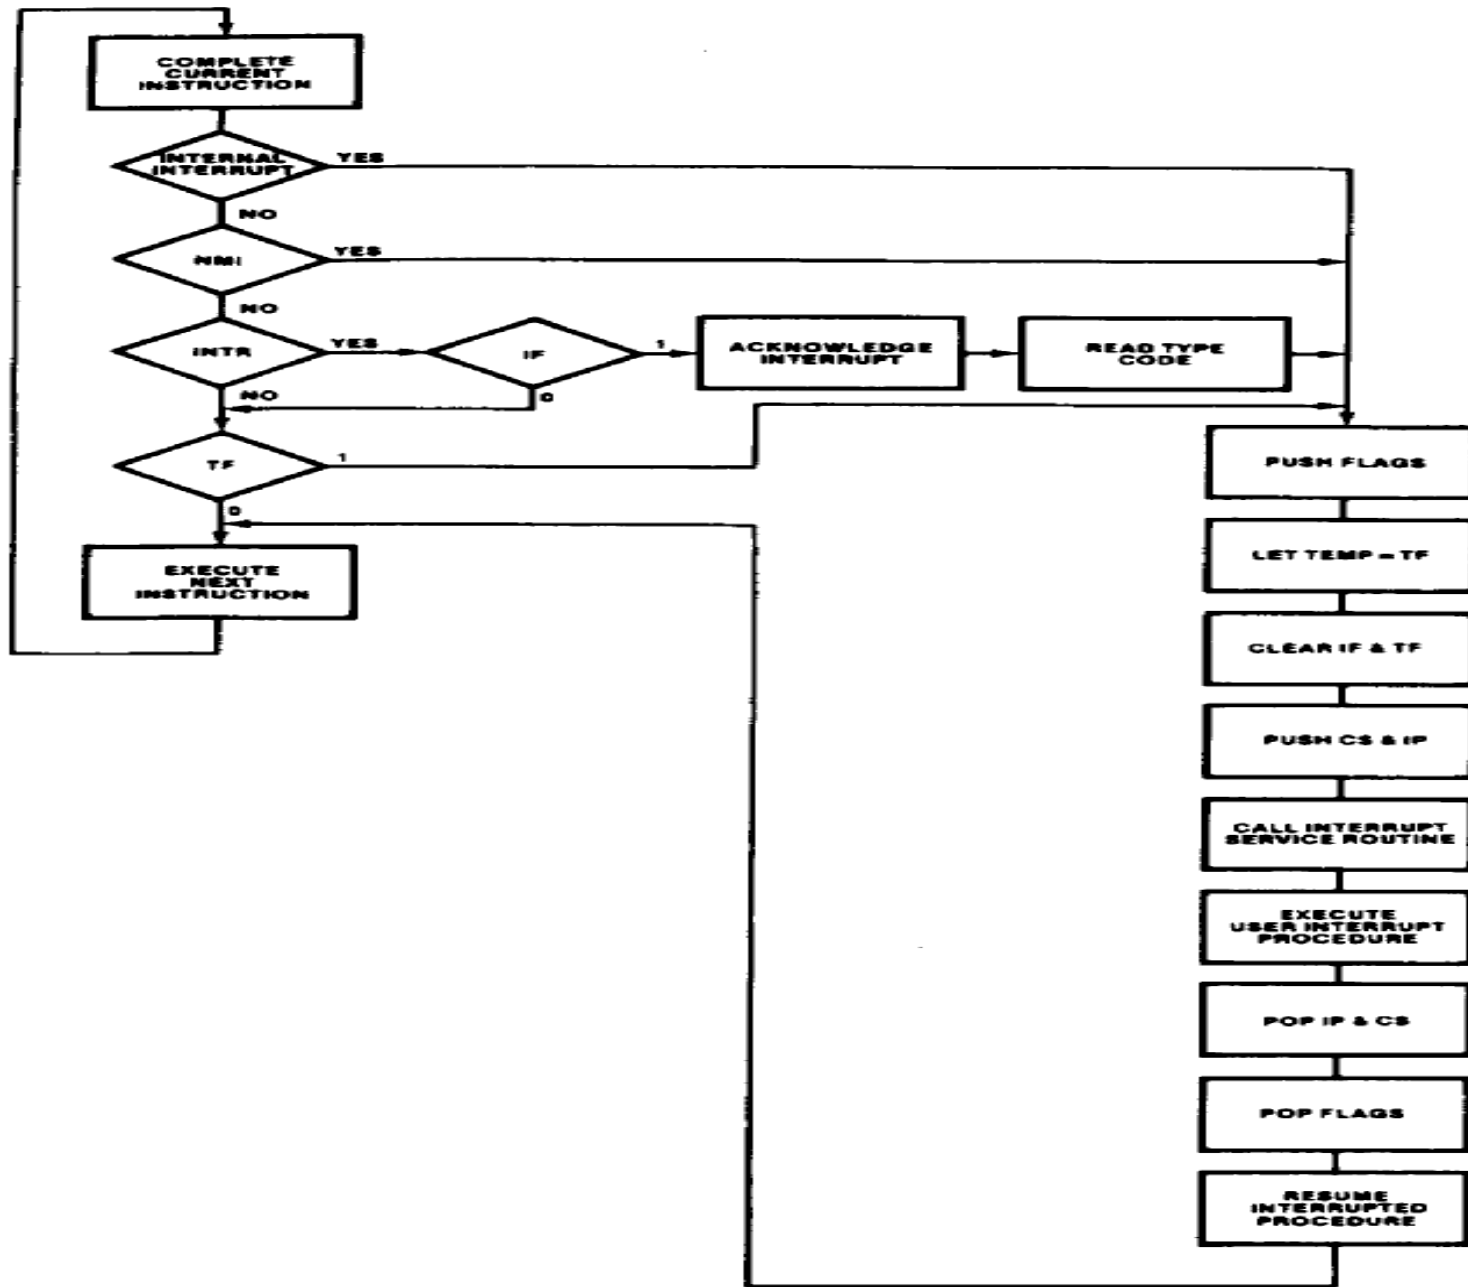 COMPLETE
CURRENT
INSTRUCTION
INTERNAL
INTERRUPT
YES
NO
NMI
YES
NO
INTR
YES
IF
1
ACKNOWLEDGE
INTERRUPT
READ TYPE
CODE
NO
0
TF
1
0
EXECUTE
NEXT
INSTRUCTION
PUSH FLAGS
LET TEMP = TF
CLEAR IF & TF
PUSH CS & IP
CALL INTERRUPT
SERVICE ROUTINE
EXECUTE
USER INTERRUPT
PROCEDURE
POP IP & CS
POP FLAGS
RESUME
INTERRUPTED
PROCEDURE